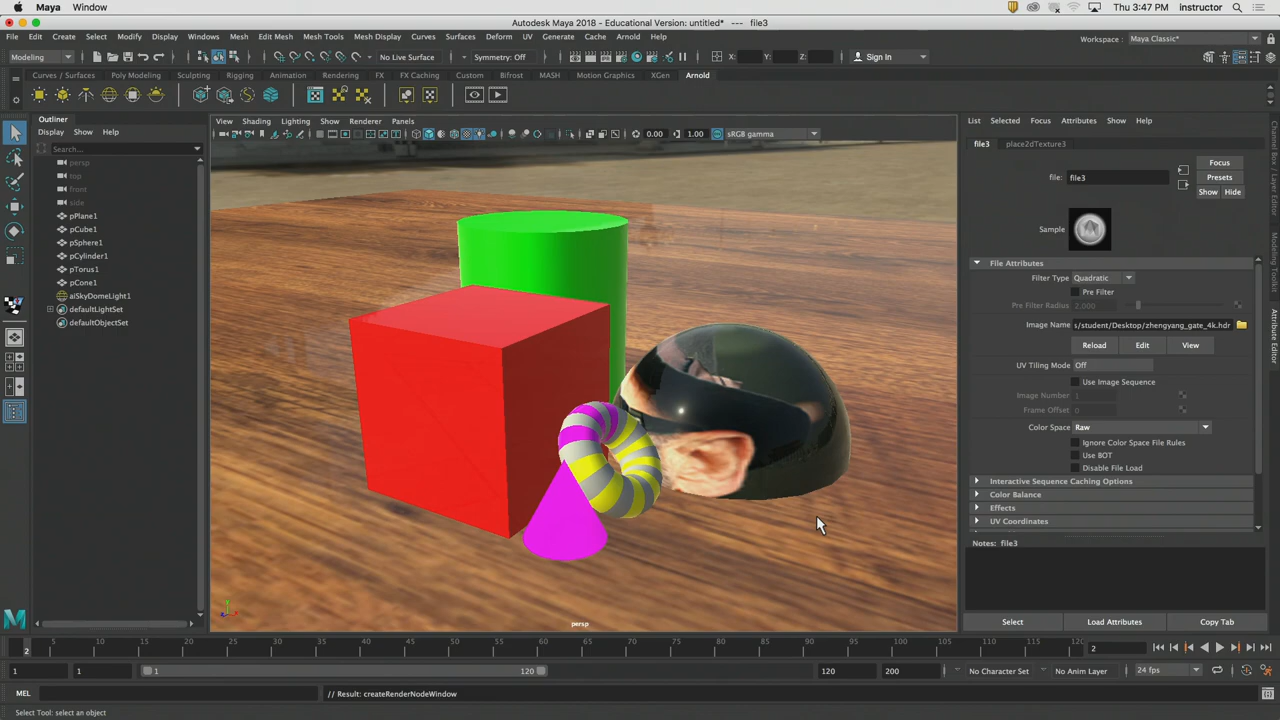 Maya Window Thu 3:47 PM instructor
Autodesk Maya 2018 - Educational Version: untitled* --- file3
File Edit Create Select Modify Display Windows Mesh Edit Mesh Mesh Tools Mesh Display Curves Surfaces Deform UV Generate Cache Arnold Help
Workspace : Maya Classic*
Modeling No Live Surface Symmetry: Off X: Y: Z: Sign In
Curves / Surfaces Poly Modeling Sculpting Rigging Animation Rendering FX FX Caching Custom Bifrost MASH Motion Graphics XGen Arnold
Outliner
Display Show Help
Search...
persp
top
front
side
pPlane1
pCube1
pSphere1
pCylinder1
pTorus1
pCone1
aiSkyDomeLight1
defaultLightSet
defaultObjectSet
View Shading Lighting Show Renderer Panels
0.00 1.00 sRGB gamma
persp
List Selected Focus Attributes Show Help
file3 place2dTexture3
Focus
file: file3 Presets
Show Hide
Sample
File Attributes
Filter Type Quadratic
Pre Filter
Pre Filter Radius 2.000
Image Name s/student/Desktop/zhengyang_gate_4k.hdr
Reload Edit View
UV Tiling Mode Off
Use Image Sequence
Image Number 1
Frame Offset 0
Color Space Raw
Ignore Color Space File Rules
Use BOT
Disable File Load
Interactive Sequence Caching Options
Color Balance
Effects
UV Coordinates
Notes: file3
Select Load Attributes Copy Tab
Channel Box / Layer Editor
Modeling Toolkit
Attribute Editor
5 10 15 20 25 30 35 40 45 50 55 60 65 70 75 80 85 90 95 100 105 110 115 120
2 2
1 1 1 120 120 200 No Character Set No Anim Layer 24 fps
MEL // Result: createRenderNodeWindow
Select Tool: select an object